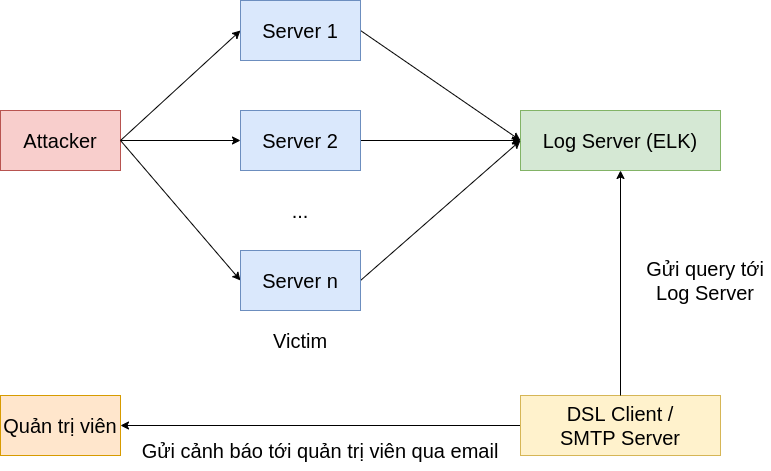 Server 1
Attacker
Server 2
Log Server (ELK)
...
Server n
Gửi query tới
Log Server
Victim
Quản trị viên
DSL Client /
SMTP Server
Gửi cảnh báo tới quản trị viên qua email